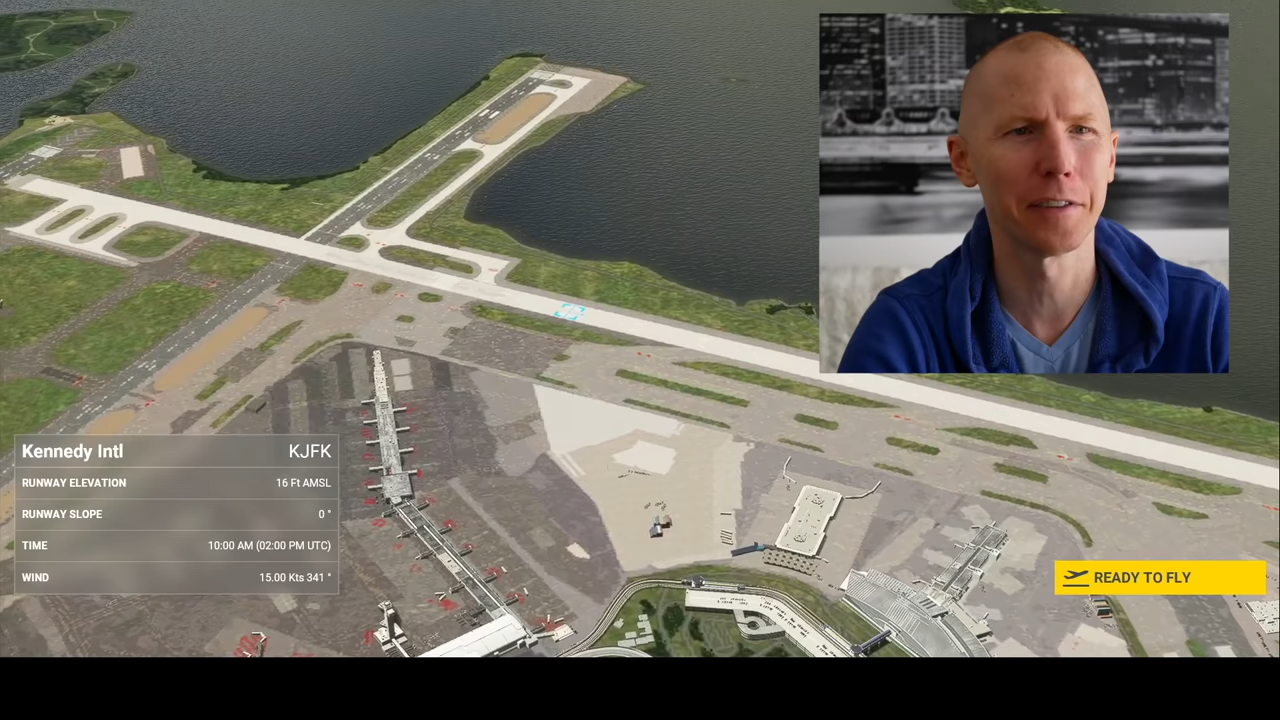 Kennedy Intl KJFK
RUNWAY ELEVATION 16 Ft AMSL
RUNWAY SLOPE 0 °
TIME 10:00 AM (02:00 PM UTC)
WIND 15.00 Kts 341 °
READY TO FLY